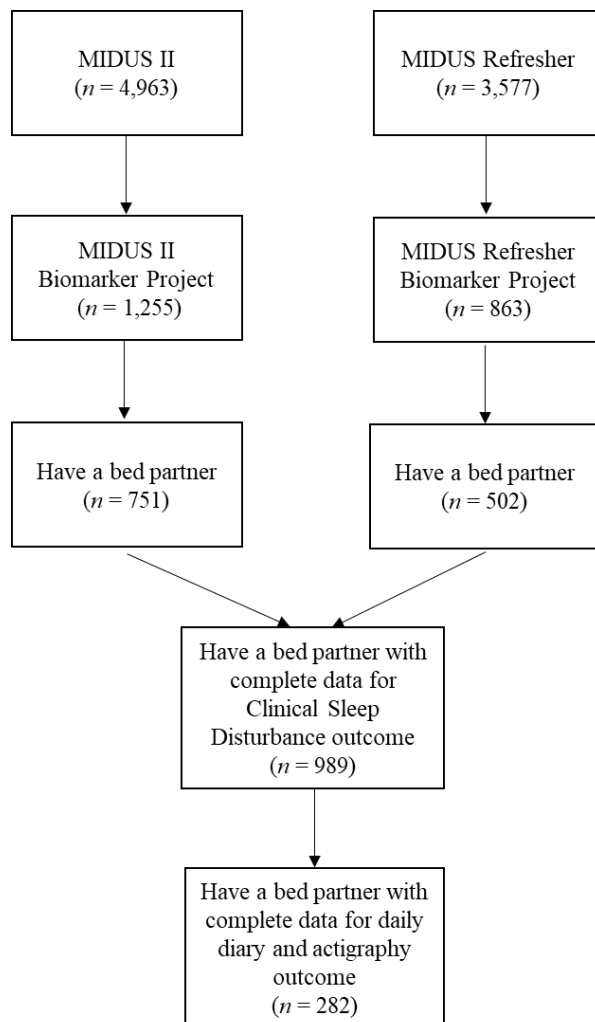 MIDUS II
(n = 4,963)
MIDUS Refresher
(n = 3,577)
MIDUS II
Biomarker Project
(n = 1,255)
MIDUS Refresher
Biomarker Project
(n = 863)
Have a bed partner
(n = 751)
Have a bed partner
(n = 502)
Have a bed partner with
complete data for
Clinical Sleep
Disturbance outcome
(n = 989)
Have a bed partner with
complete data for daily
diary and actigraphy
outcome
(n = 282)